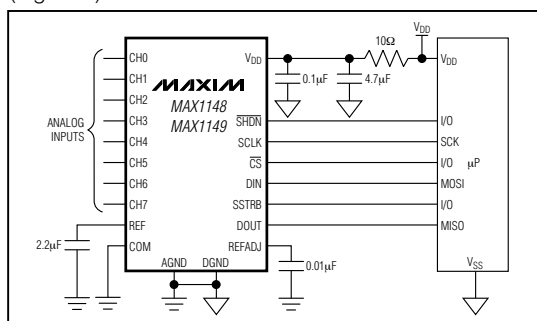 VDD
CH0
VDD
10Ω
VDD
CH1
0.1µF
4.7µF
CH2
MAXIM
CH3
MAX1148
SHDN
I/O
ANALOG
INPUTS
CH4
MAX1149
SCLK
SCK
CH5
CS
I/O
µP
CH6
DIN
MOSI
CH7
SSTRB
I/O
REF
DOUT
MISO
2.2µF
COM
REFADJ
AGND
DGND
0.01µF
VSS